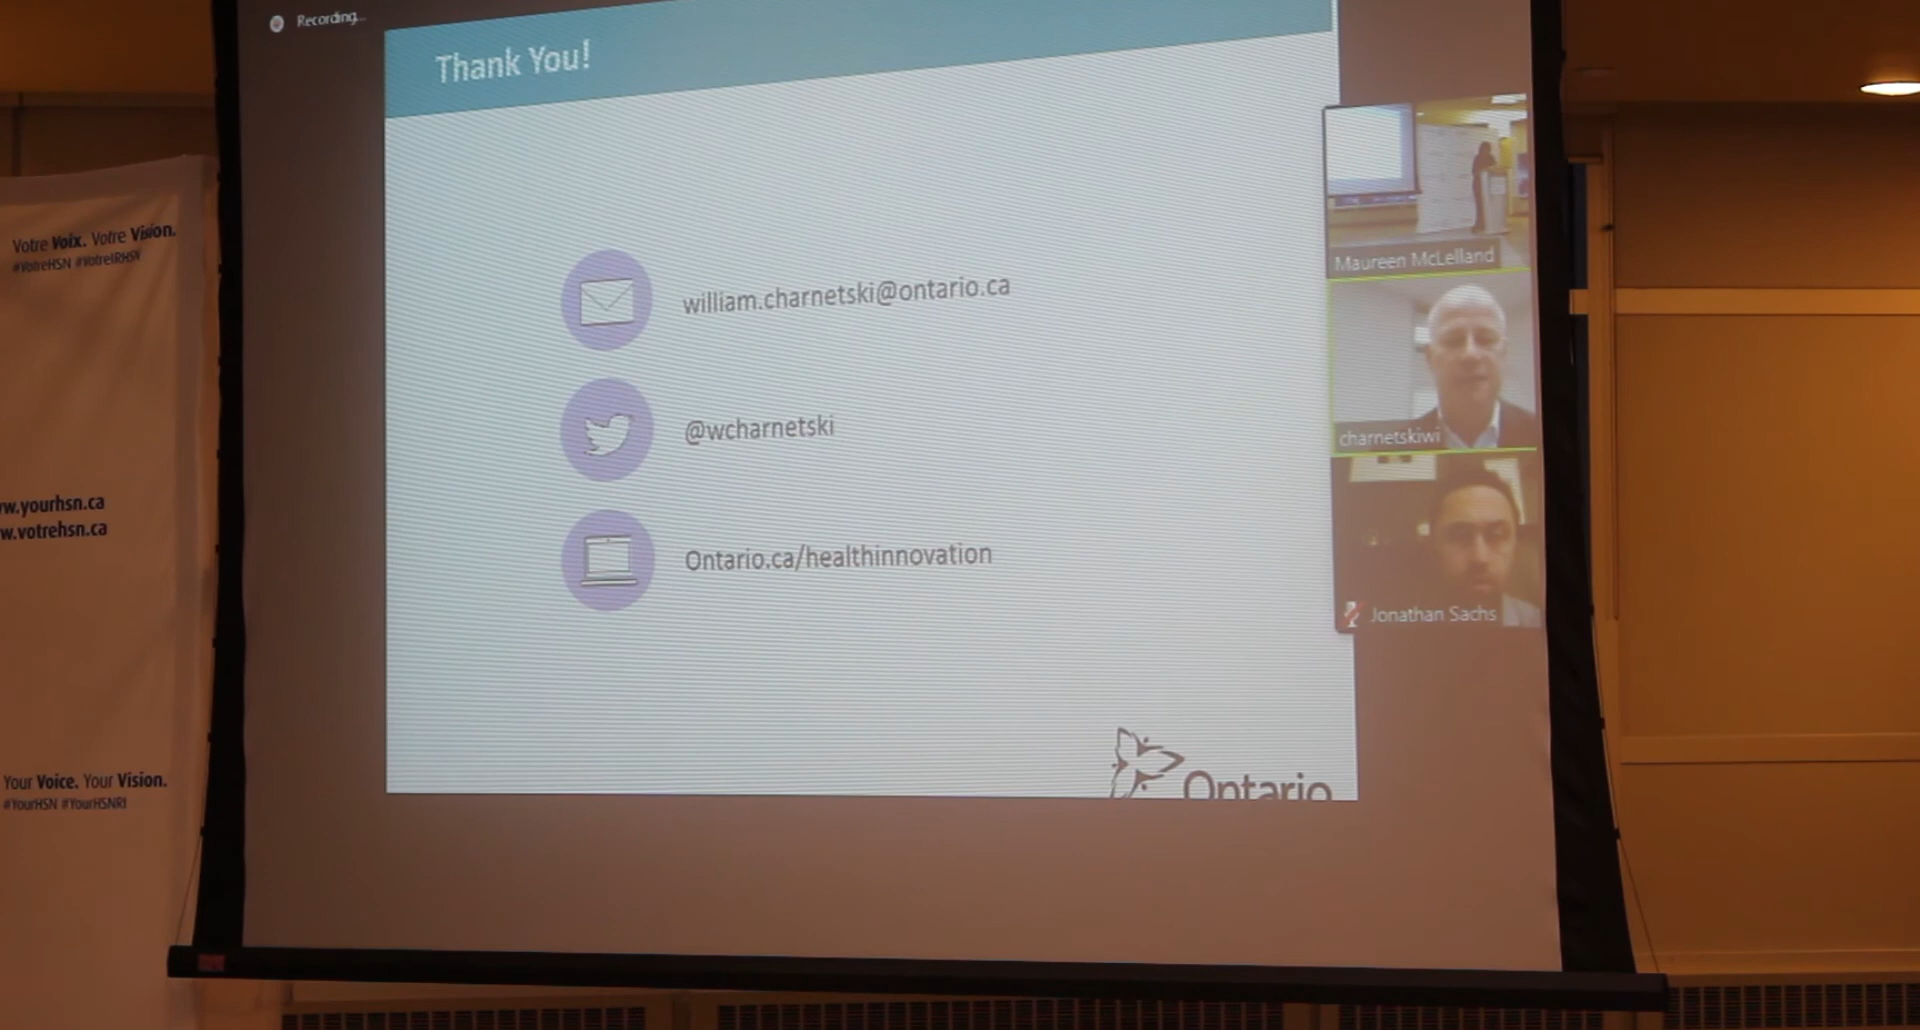 Recording...
Thank You!
william.charnetski@ontario.ca
@wcharnetski
Ontario.ca/healthinnovation
Ontario
Maureen McLelland
charnetskiwi
Jonathan Sachs
Votre Voix. Votre Vision.
#VotreHSN #VotreIRHSN
w.yourhsn.ca
w.votrehsn.ca
Your Voice. Your Vision.
#YourHSN #YourHSNRI